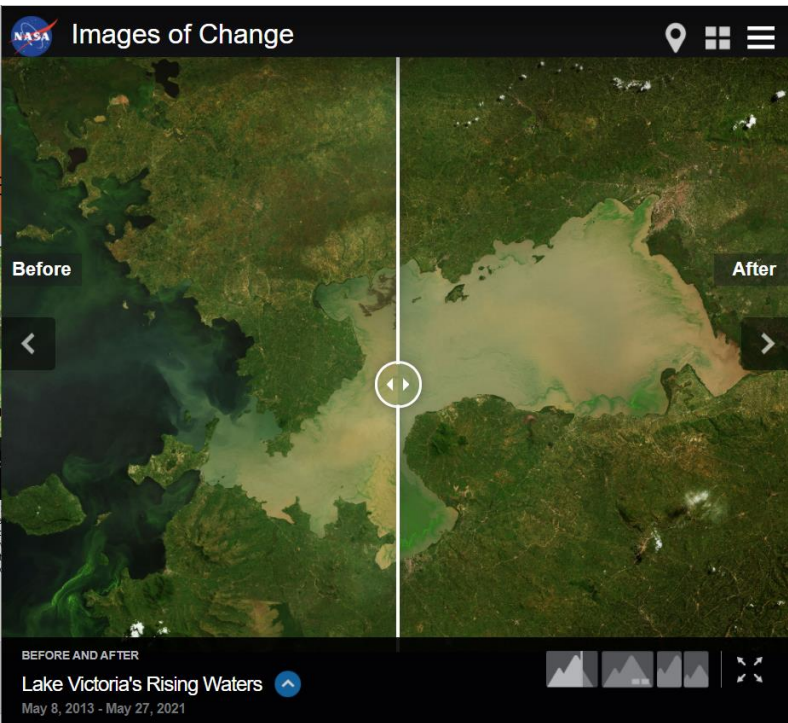 NASA
Images of Change
Before
After
BEFORE AND AFTER
Lake Victoria's Rising Waters
May 8, 2013 - May 27, 2021